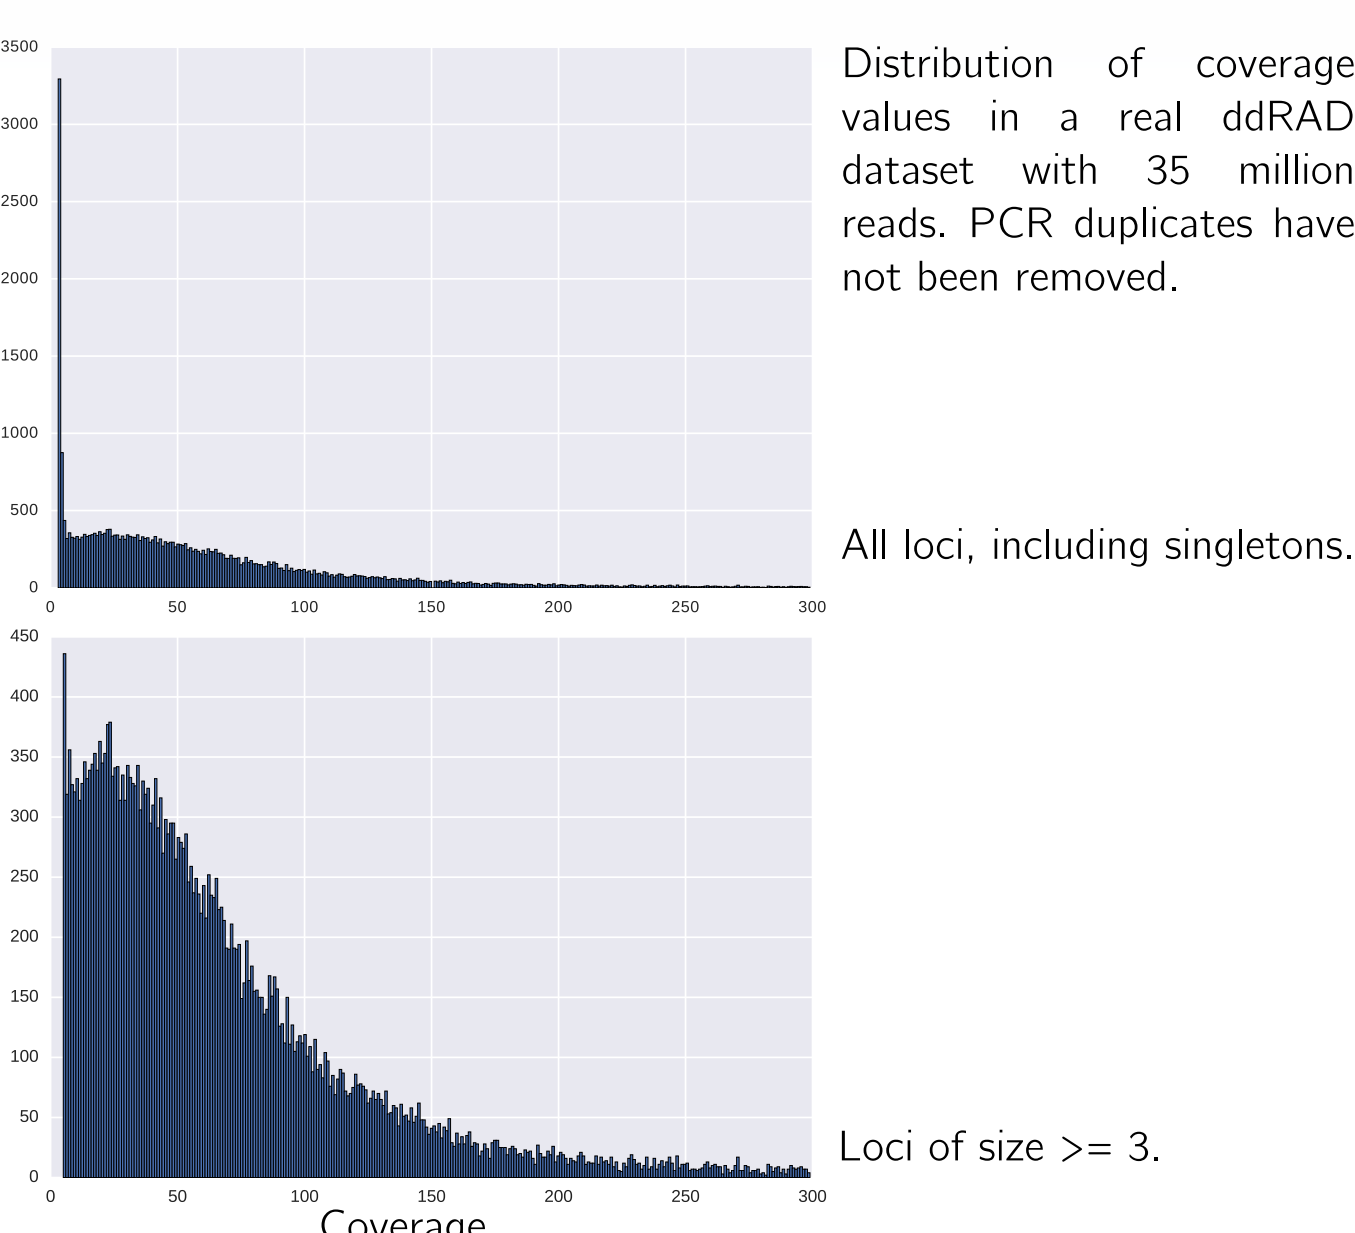 3500
3000
2500
2000
1500
1000
500
0
0 50 100 150 200 250 300
Distribution of coverage
values in a real ddRAD
dataset with 35 million
reads. PCR duplicates have
not been removed.
All loci, including singletons.
450
400
350
300
250
200
150
100
50
0
0 50 100 150 200 250 300
Coverage
Loci of size >= 3.